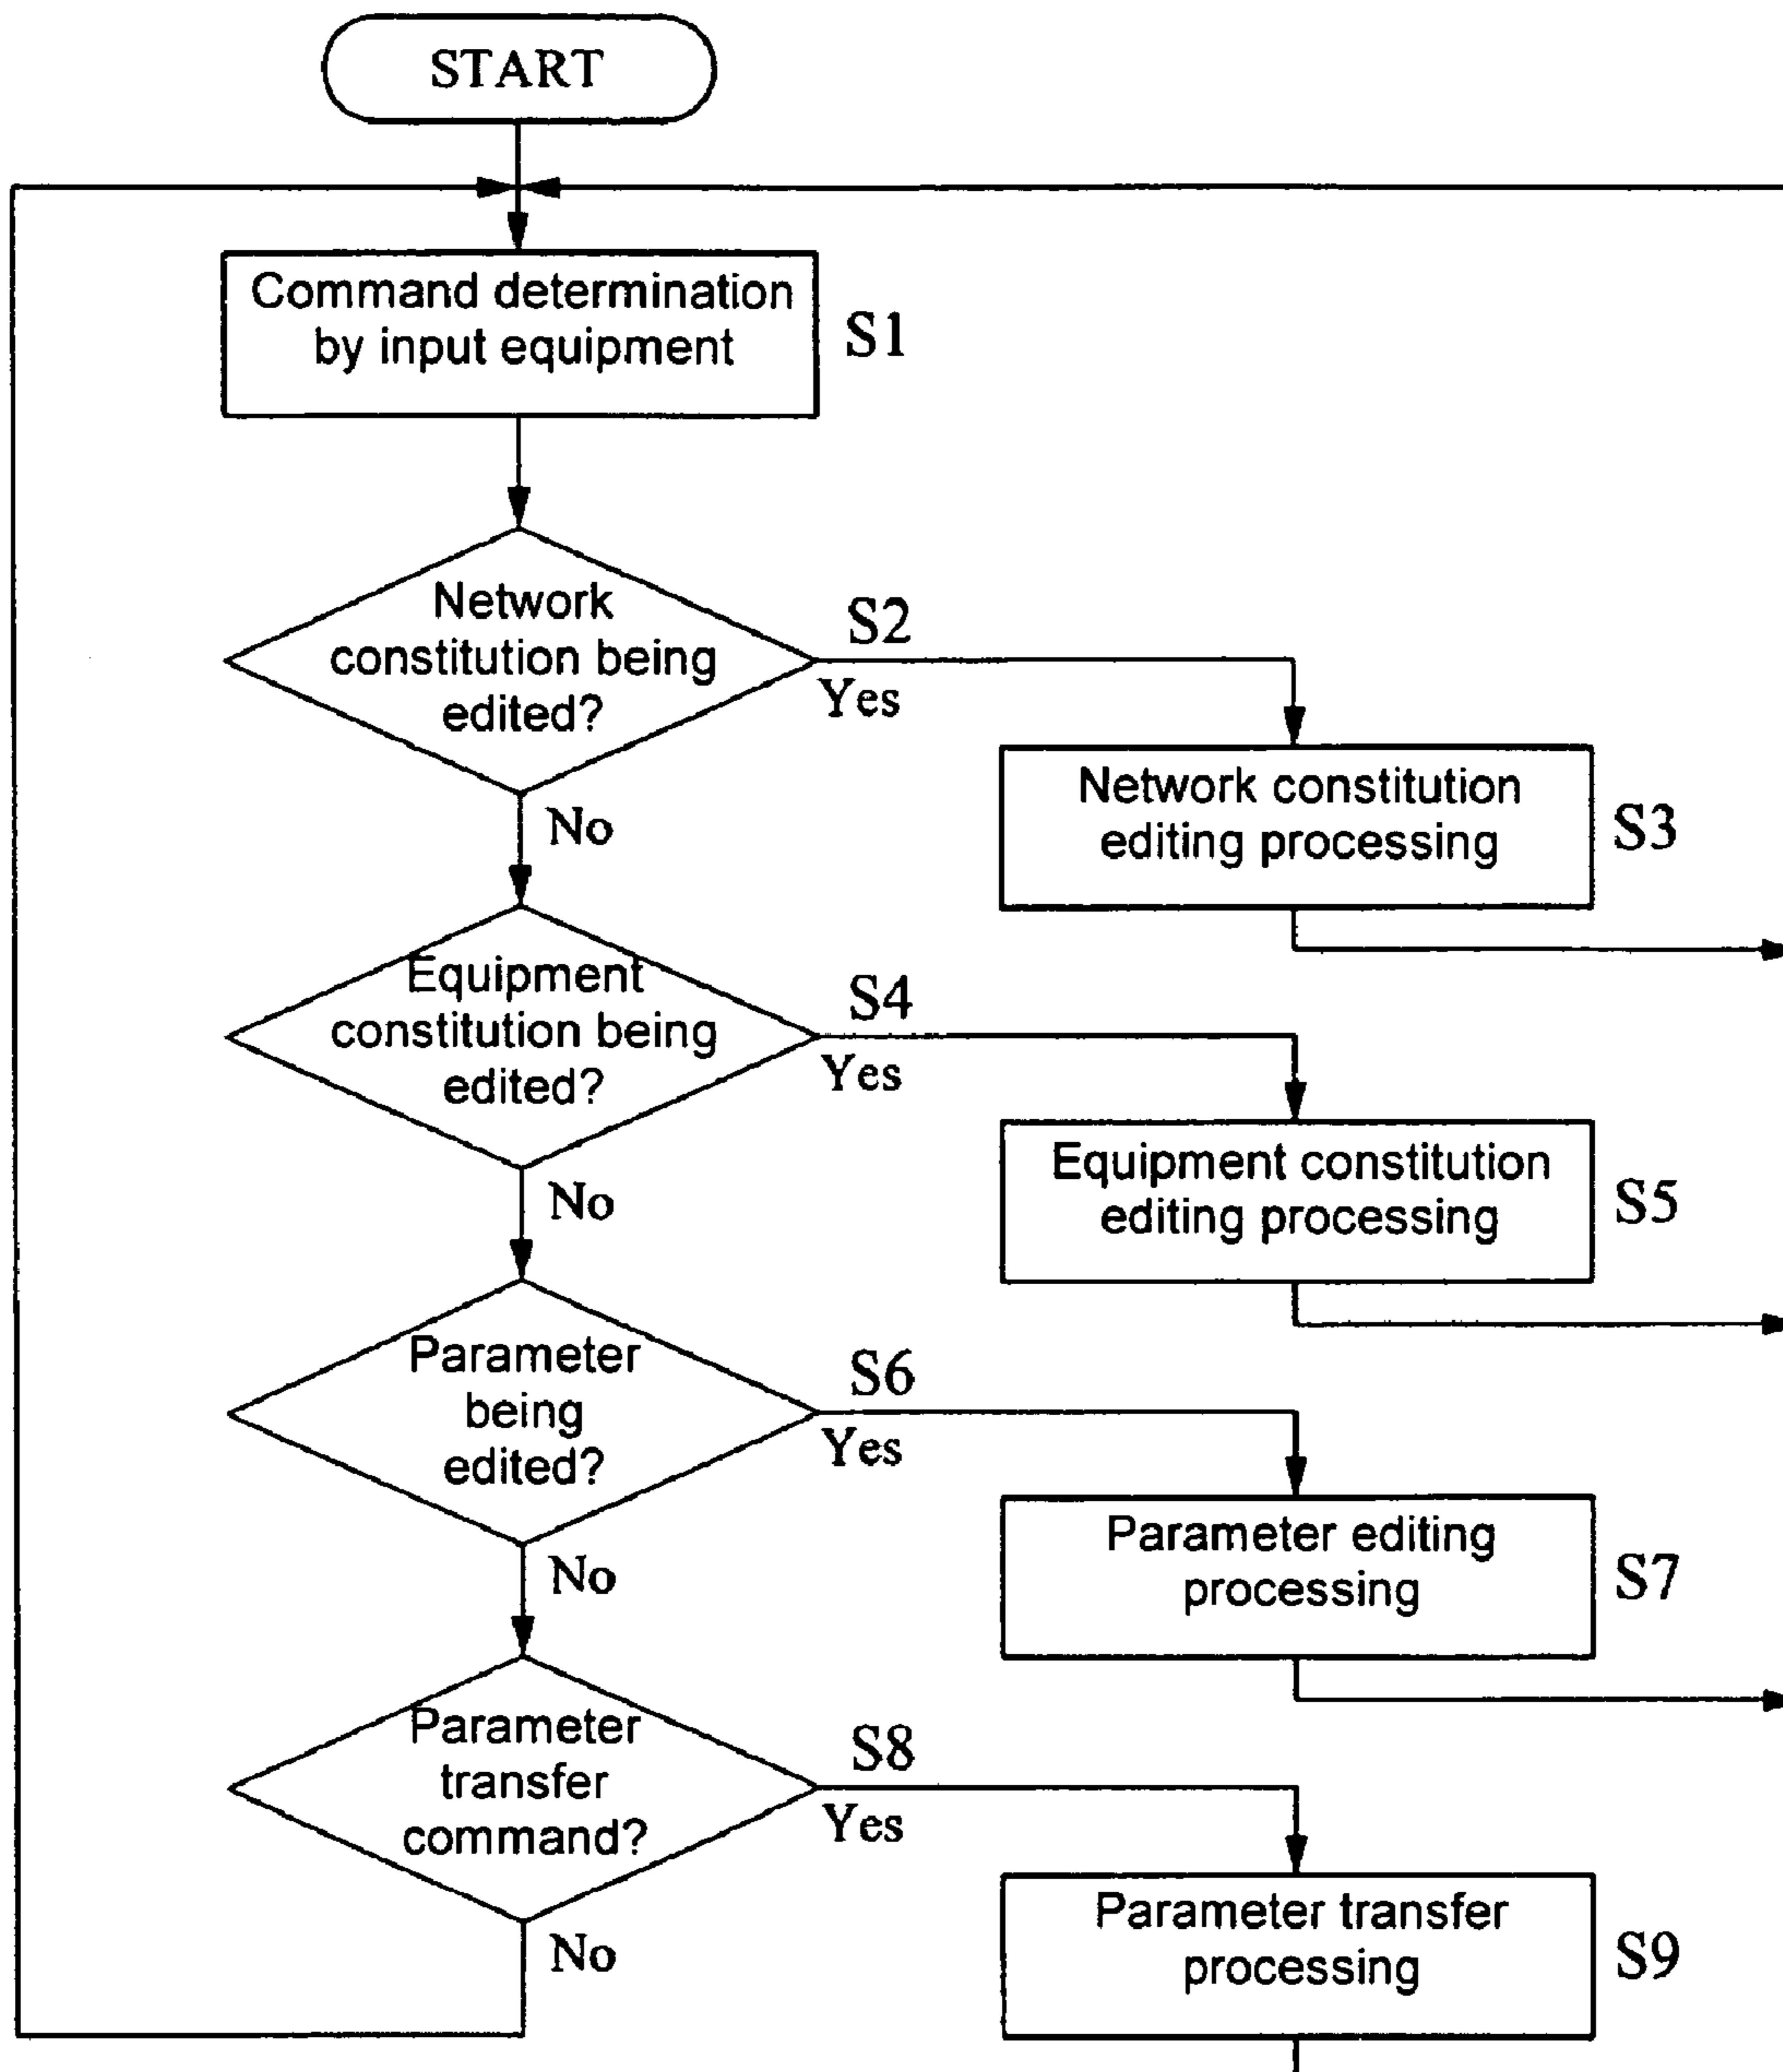 START
Command determination
by input equipment
S1
Network
constitution being
edited?
S2
Yes
No
Network constitution
editing processing
S3
Equipment
constitution being
edited?
S4
Yes
No
Equipment constitution
editing processing
S5
Parameter
being
edited?
S6
Yes
No
Parameter editing
processing
S7
Parameter
transfer
command?
S8
Yes
No
Parameter transfer
processing
S9